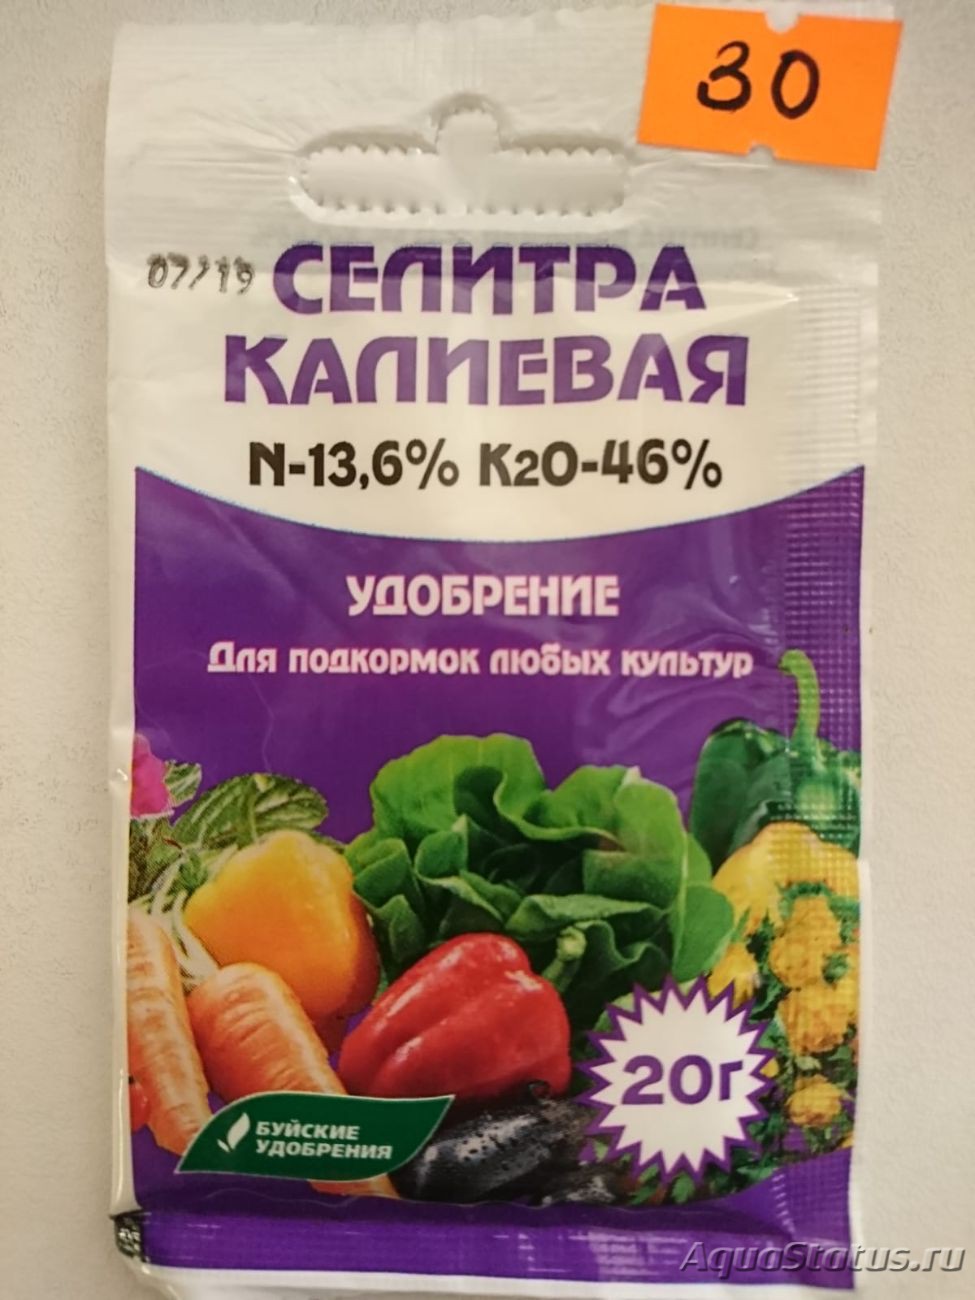 30
07/19
СЕЛИТРА
КАЛИЕВАЯ
N-13,6% K2O-46%
УДОБРЕНИЕ
Для подкормок любых культур
20г
БУЙСКИЕ
УДОБРЕНИЯ
AquaStatus.ru